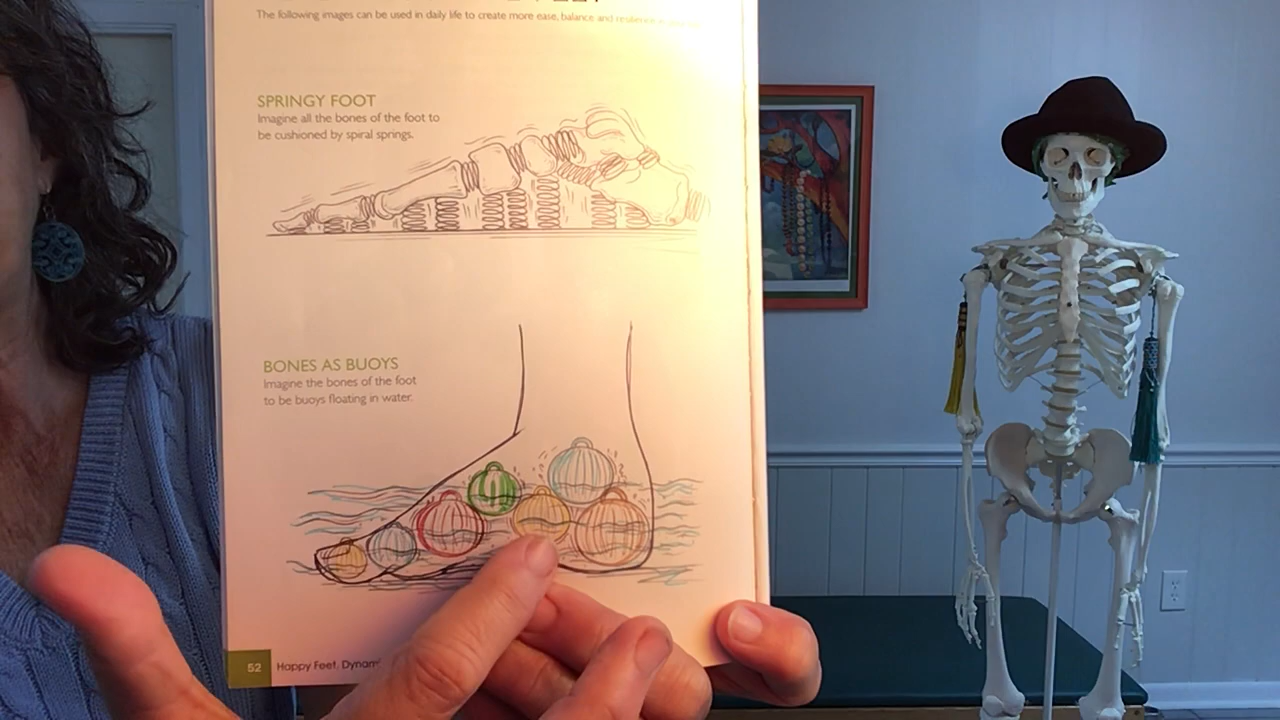 The following images can be used in daily life to create more ease, balance and resilience
SPRINGY FOOT
Imagine all the bones of the foot to
be cushioned by spiral springs.
BONES AS BUOYS
Imagine the bones of the foot
to be buoys floating in water.
52 Happy Feet, Dynam